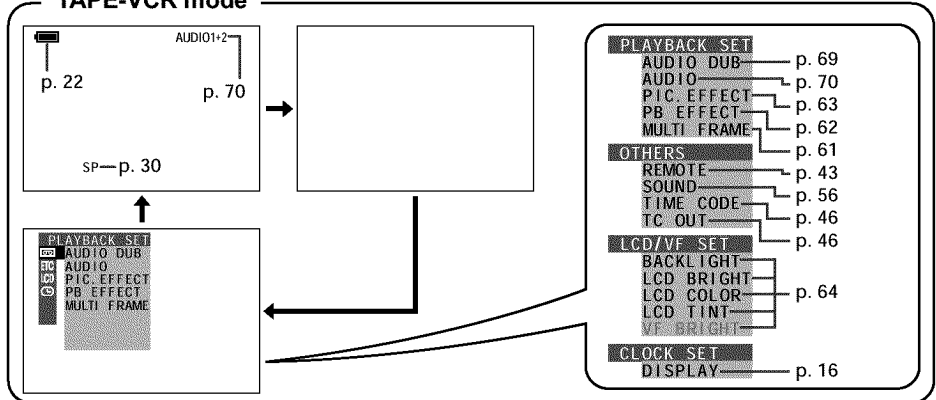 TAPE-VCR mode
AUDIO1+2
p. 22
p. 70
SP
p. 30
PLAYBACK SET
AUDIO DUB
AUDIO
PIC. EFFECT
PB EFFECT
MULTI FRAME
ETC
LCD
PLAYBACK SET
AUDIO DUB p. 69
AUDIO p. 70
PIC. EFFECT p. 63
PB EFFECT p. 62
MULTI FRAME p. 61
OTHERS
REMOTE p. 43
SOUND p. 56
TIME CODE p. 46
TC OUT p. 46
LCD/VF SET
BACKLIGHT
LCD BRIGHT
LCD COLOR p. 64
LCD TINT
VF BRIGHT
CLOCK SET
DISPLAY p. 16